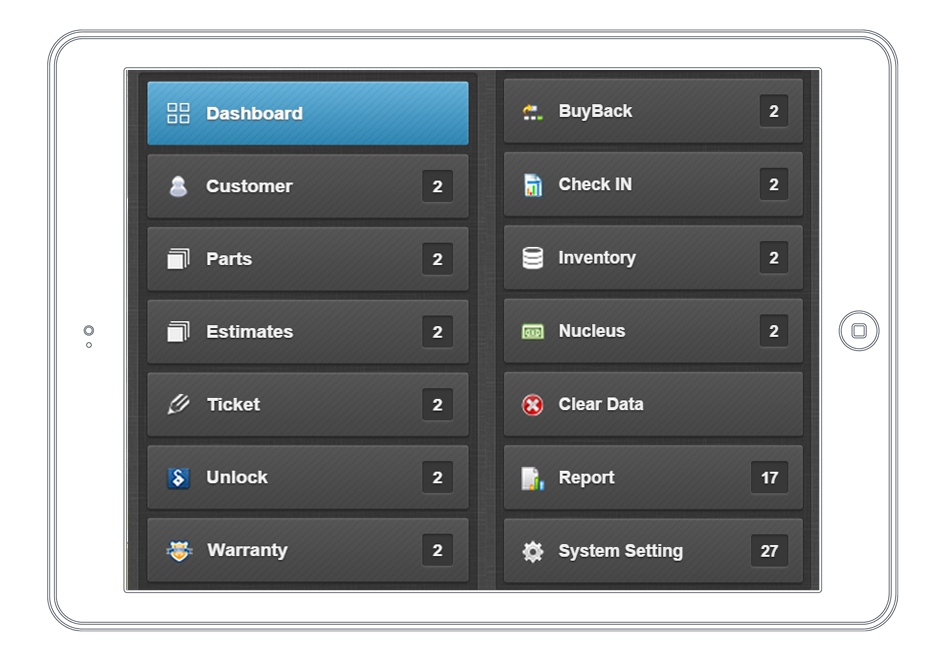 Dashboard
Customer 2
Parts 2
Estimates 2
Ticket 2
Unlock 2
Warranty 2
BuyBack 2
Check IN 2
Inventory 2
Nucleus 2
Clear Data
Report 17
System Setting 27